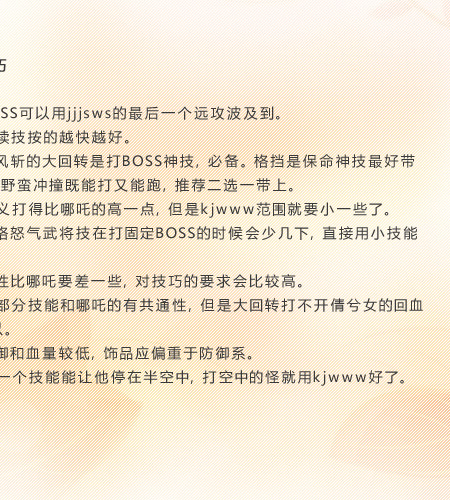 巧
SS可以用jjjsws的最后一个远攻波及到。
续技按的越快越好。
风斩的大回转是打BOSS神技，必备。格挡是保命神技最好带
野蛮冲撞既能打又能跑，推荐二选一带上。
义打得比哪吒的高一点，但是kjwww范围就要小一些了。
格怒气武将技在打固定BOSS的时候会少几下，直接用小技能
性比哪吒要差一些，对技巧的要求会比较高。
部分技能和哪吒的有共通性，但是大回转打不开倩兮女的回血
。
御和血量较低，饰品应偏重于防御系。
一个技能能让他停在半空中，打空中的怪就用kjwww好了。